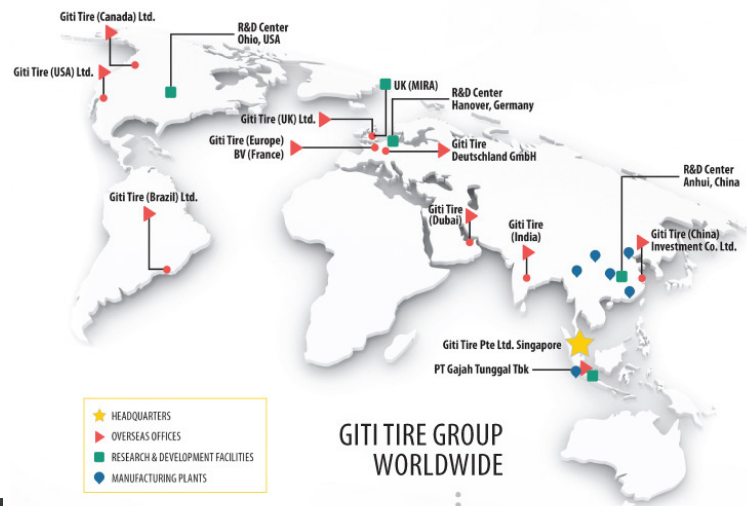 Giti Tire (Canada) Ltd.
R&D Center
Ohio, USA
Giti Tire (USA) Ltd.
UK (MIRA)
R&D Center
Hanover, Germany
Giti Tire (UK) Ltd.
Giti Tire (Europe)
BV (France)
Giti Tire
Deutschland GmbH
R&D Center
Anhui, China
Giti Tire (Brazil) Ltd.
Giti Tire
(Dubai)
Giti Tire
(India)
Giti Tire (China)
Investment Co. Ltd.
Giti Tire Pte Ltd. Singapore
PT Gajah Tunggal Tbk
HEADQUARTERS
OVERSEAS OFFICES
RESEARCH & DEVELOPMENT FACILITIES
MANUFACTURING PLANTS
GITI TIRE GROUP
WORLDWIDE